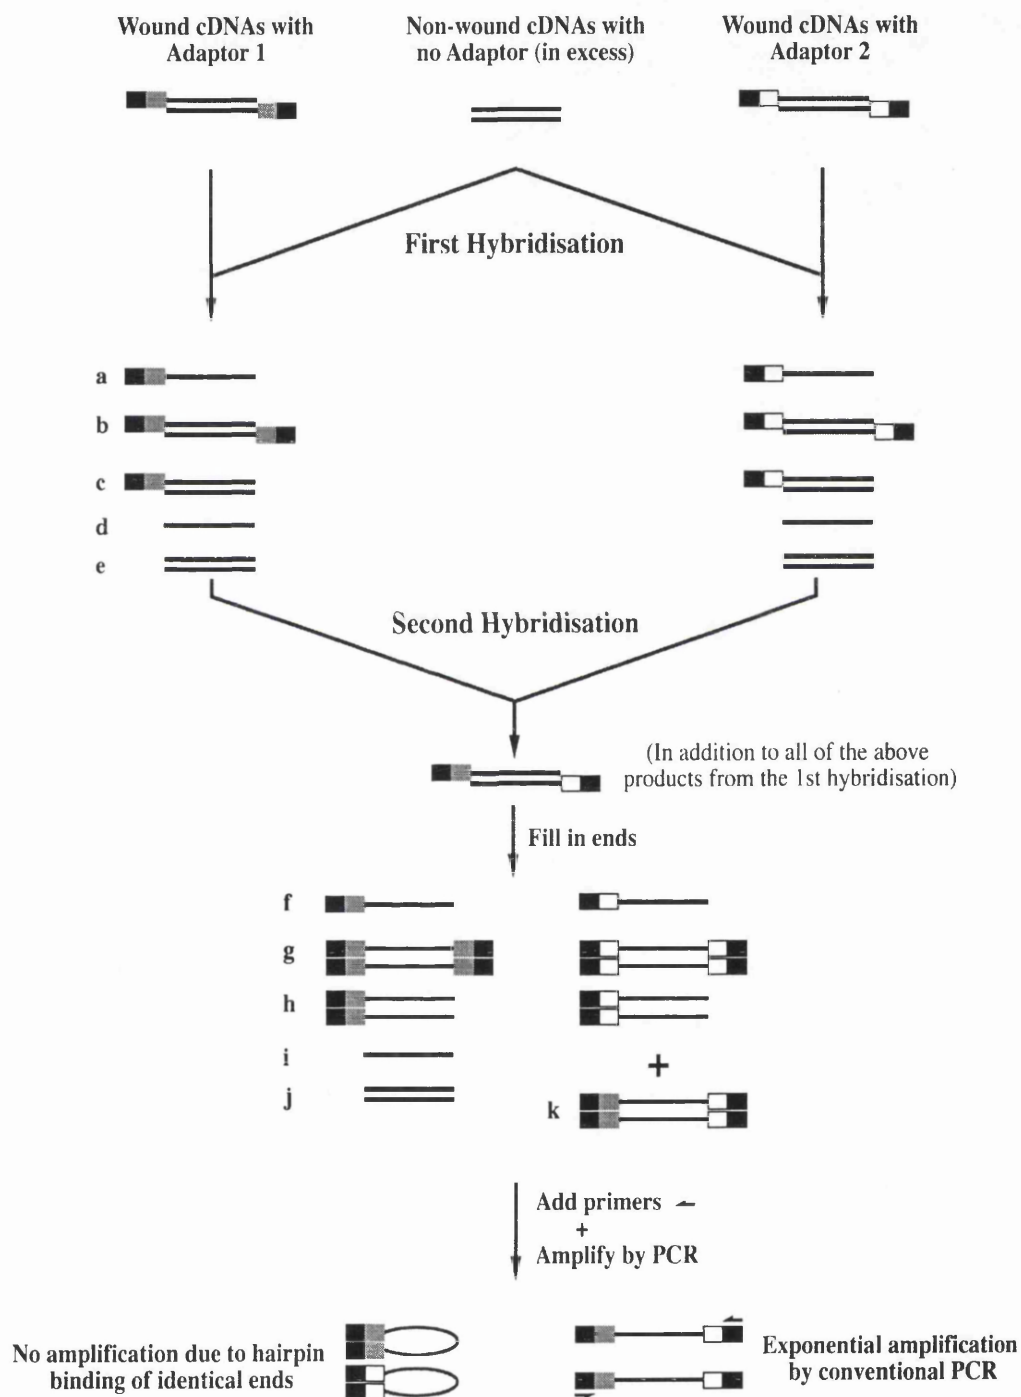 Wound cDNAs with
Adaptor 1
Non-wound cDNAs with
no Adaptor (in excess)
Wound cDNAs with
Adaptor 2
First Hybridisation
a
b
c
d
e
Second Hybridisation
(In addition to all of the above
products from the 1st hybridisation)
Fill in ends
f
g
h
i
+
j
k
Add primers
+
Amplify by PCR
No amplification due to hairpin
binding of identical ends
Exponential amplification
by conventional PCR